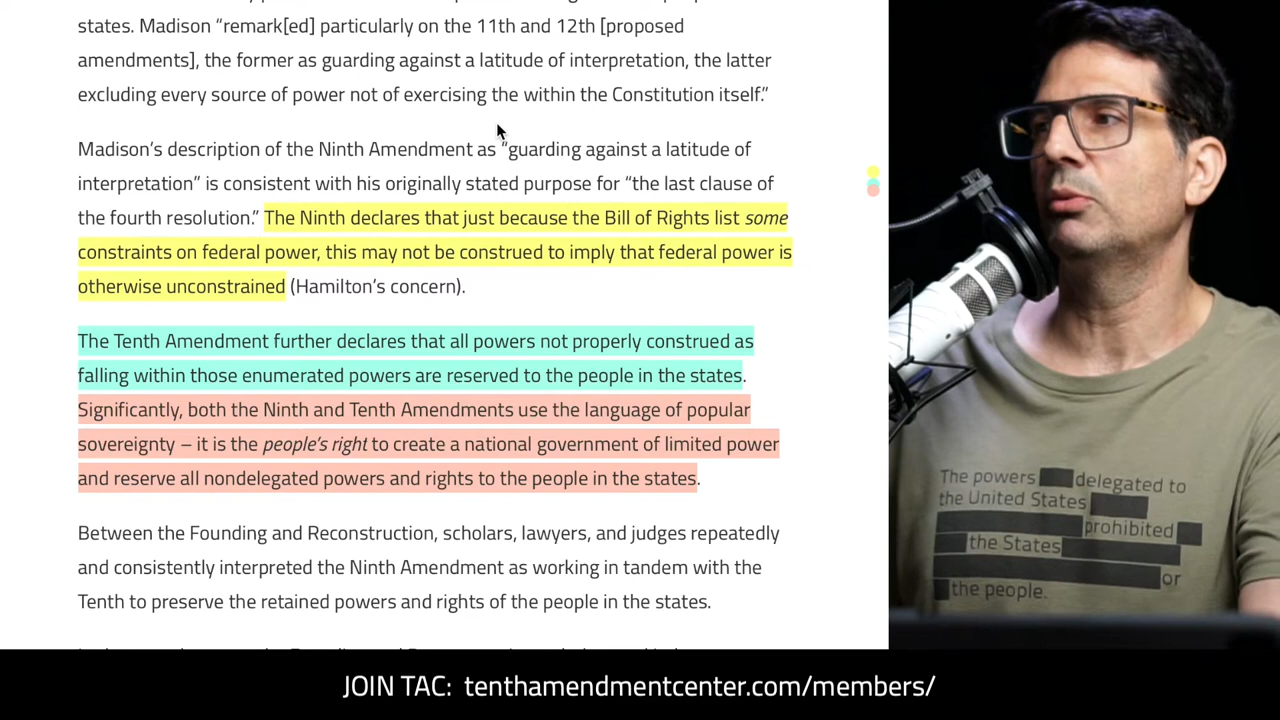 states. Madison “remark[ed] particularly on the 11th and 12th [proposed
amendments], the former as guarding against a latitude of interpretation, the latter
excluding every source of power not of exercising the within the Constitution itself.”
Madison’s description of the Ninth Amendment as “guarding against a latitude of
interpretation” is consistent with his originally stated purpose for “the last clause of
the fourth resolution.” The Ninth declares that just because the Bill of Rights list some
constraints on federal power, this may not be construed to imply that federal power is
otherwise unconstrained (Hamilton’s concern).
The Tenth Amendment further declares that all powers not properly construed as
falling within those enumerated powers are reserved to the people in the states.
Significantly, both the Ninth and Tenth Amendments use the language of popular
sovereignty – it is the people’s right to create a national government of limited power
and reserve all nondelegated powers and rights to the people in the states.
Between the Founding and Reconstruction, scholars, lawyers, and judges repeatedly
and consistently interpreted the Ninth Amendment as working in tandem with the
Tenth to preserve the retained powers and rights of the people in the states.
The powers delegated to
the United States
prohibited
the States
or
the people.
JOIN TAC: tenthamendmentcenter.com/members/